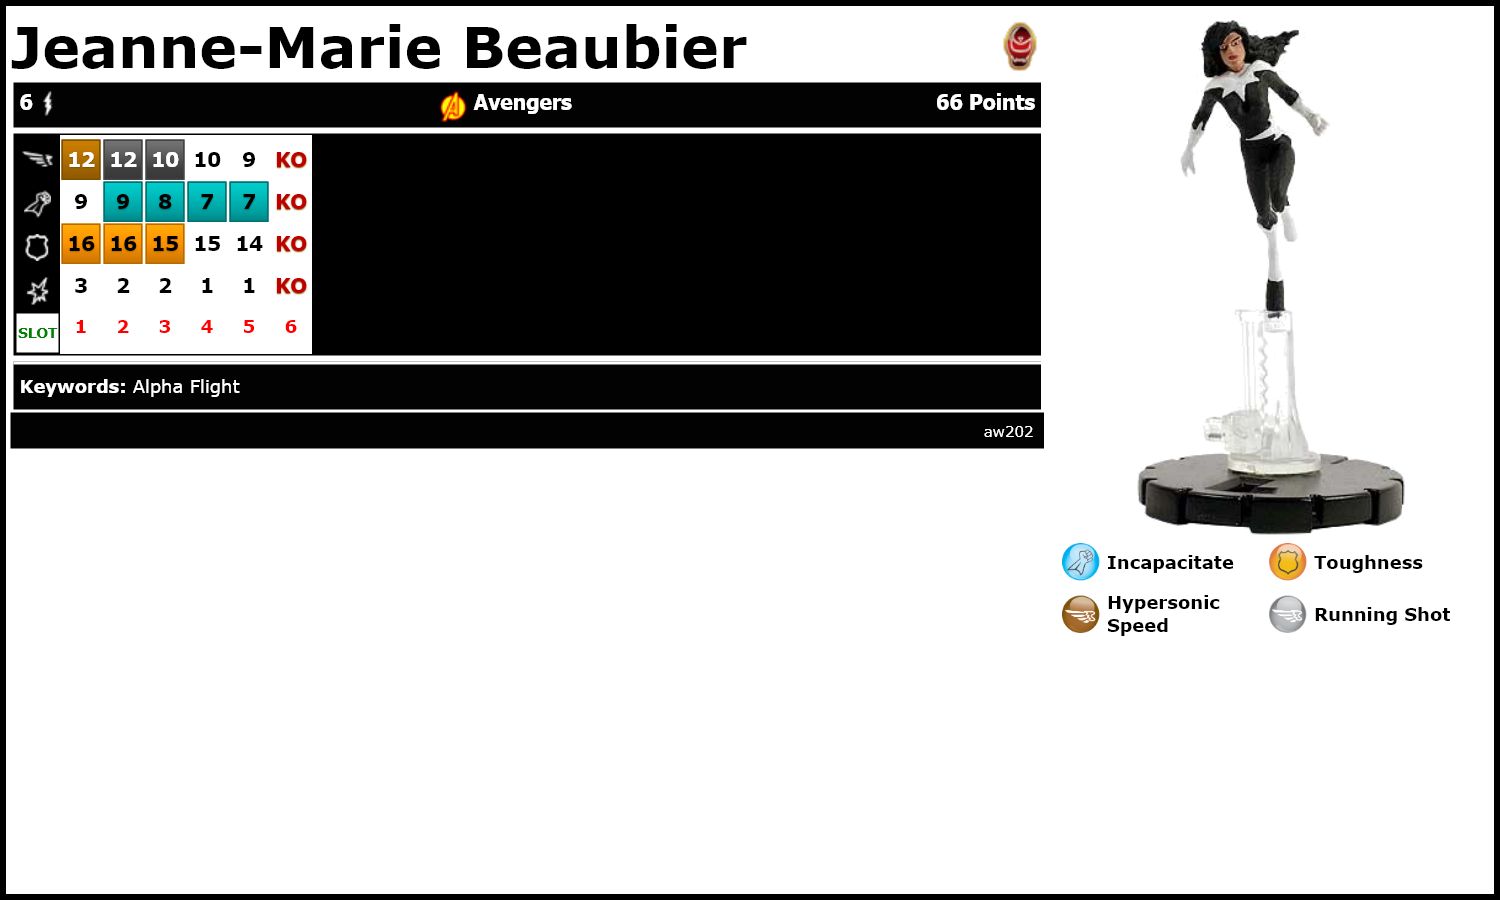 Jeanne-Marie Beaubier
6 Avengers 66 Points
12 12 10 10 9 KO
9 9 8 7 7 KO
16 16 15 15 14 KO
3 2 2 1 1 KO
SLOT 1 2 3 4 5 6
Keywords: Alpha Flight
aw202
Incapacitate
Toughness
Hypersonic
Speed
Running Shot